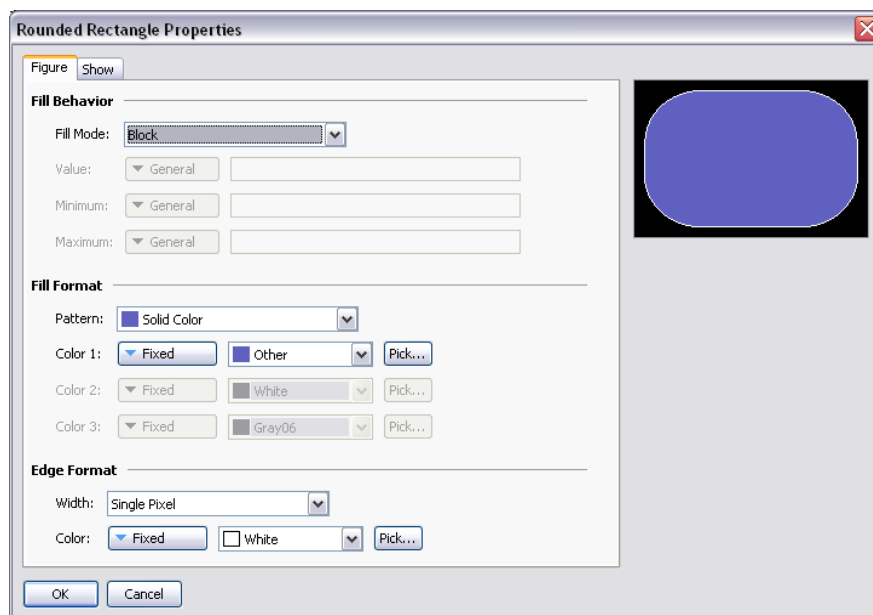 Rounded Rectangle Properties
Figure Show
Fill Behavior
Fill Mode: Block
Value: General
Minimum: General
Maximum: General
Fill Format
Pattern: Solid Color
Color 1: Fixed Other Pick...
Color 2: Fixed White Pick...
Color 3: Fixed Gray06 Pick...
Edge Format
Width: Single Pixel
Color: Fixed White Pick...
OK Cancel